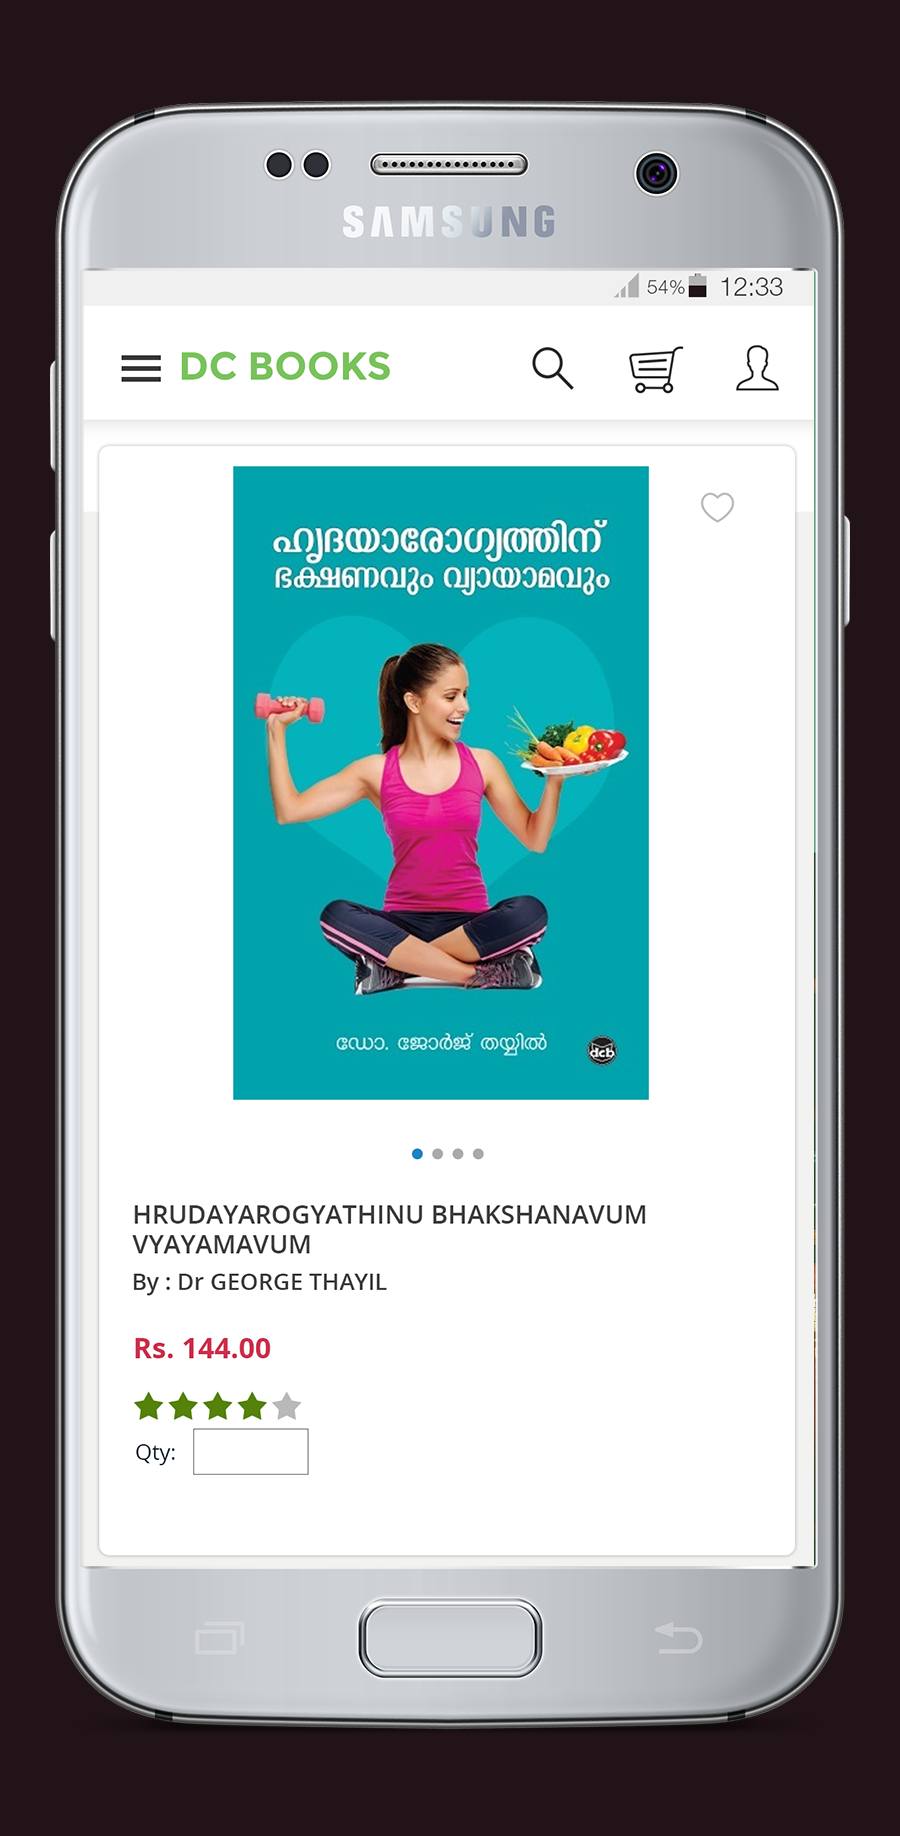 SAMSUNG
54% 12:33
DC BOOKS
ഹൃദയാരോഗ്യത്തിന്
ഭക്ഷണവും വ്യായാമവും
ഡോ. ജോർജ് തയ്യിൽ
dcb
HRUDAYAROGYATHINU BHAKSHANAVUM
VYAYAMAVUM
By : Dr GEORGE THAYIL
Rs. 144.00
Qty: